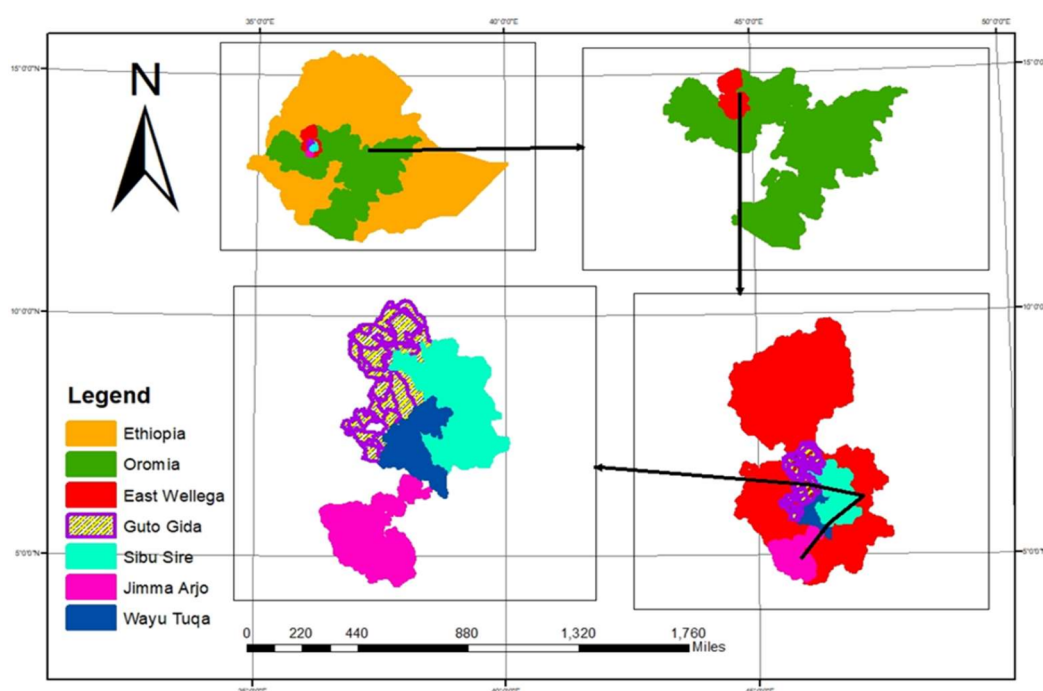 35°0'0"E 40°0'0"E 45°0'0"E 50°0'0"E
15°0'0"N
15°0'0"N
N
10°0'0"N
10°0'0"N
Legend
Ethiopia
Oromia
East Wellega
Guto Gida
Sibu Sire
Jimma Arjo
Wayu Tuqa
5°0'0"N
5°0'0"N
0 220 440 880 1,320 1,760
Miles